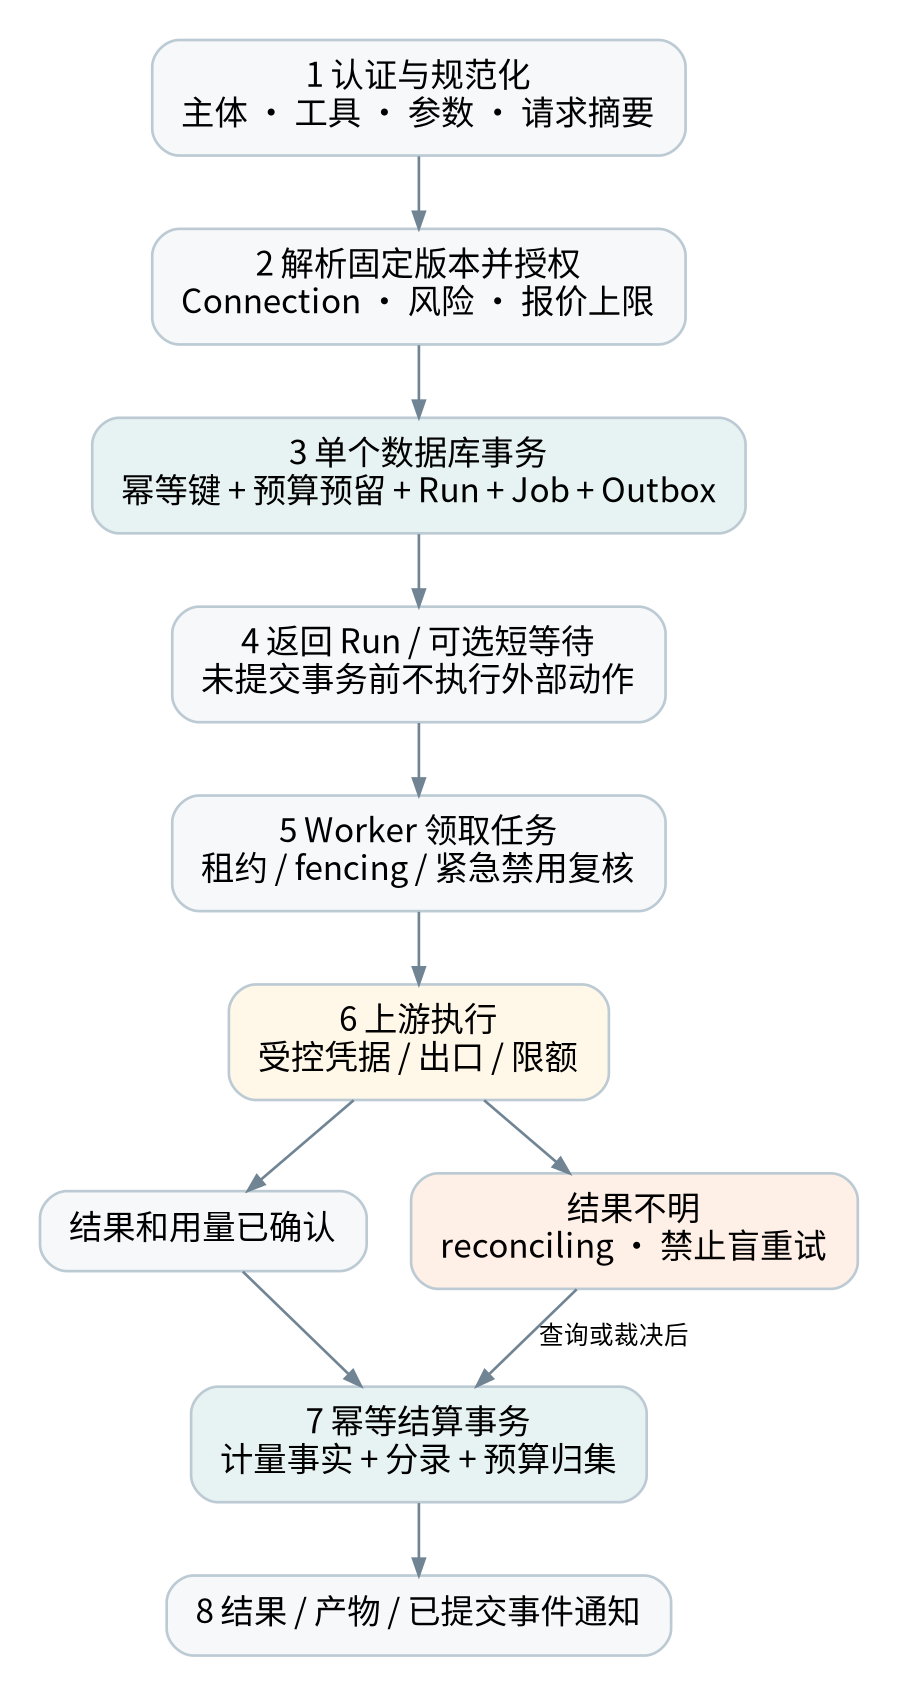 1 认证与规范化
主体 · 工具 · 参数 · 请求摘要
2 解析固定版本并授权
Connection · 风险 · 报价上限
3 单个数据库事务
幂等键 + 预算预留 + Run + Job + Outbox
4 返回 Run / 可选短等待
未提交事务前不执行外部动作
5 Worker 领取任务
租约 / fencing / 紧急禁用复核
6 上游执行
受控凭据 / 出口 / 限额
结果和用量已确认
结果不明
reconciling · 禁止盲重试
查询或裁决后
7 幂等结算事务
计量事实 + 分录 + 预算归集
8 结果 / 产物 / 已提交事件通知